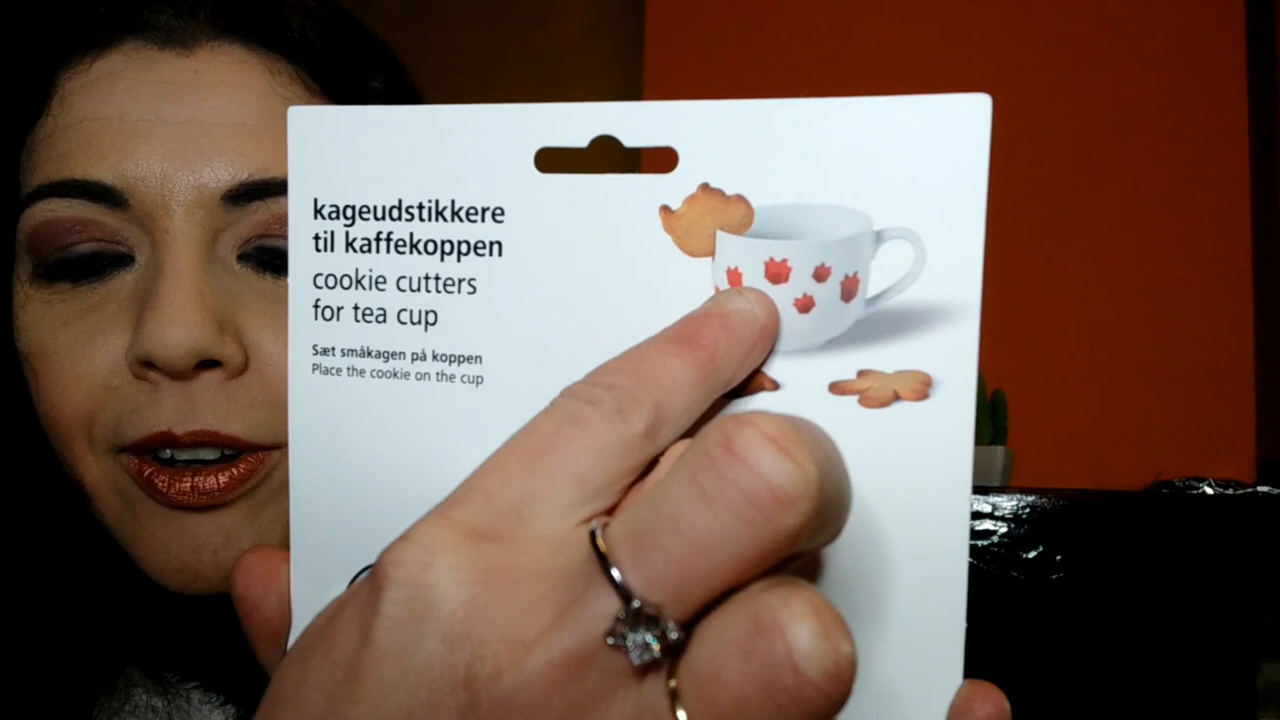 kageudstikkere
til kaffekoppen
cookie cutters
for tea cup
Sæt småkagen på koppen
Place the cookie on the cup